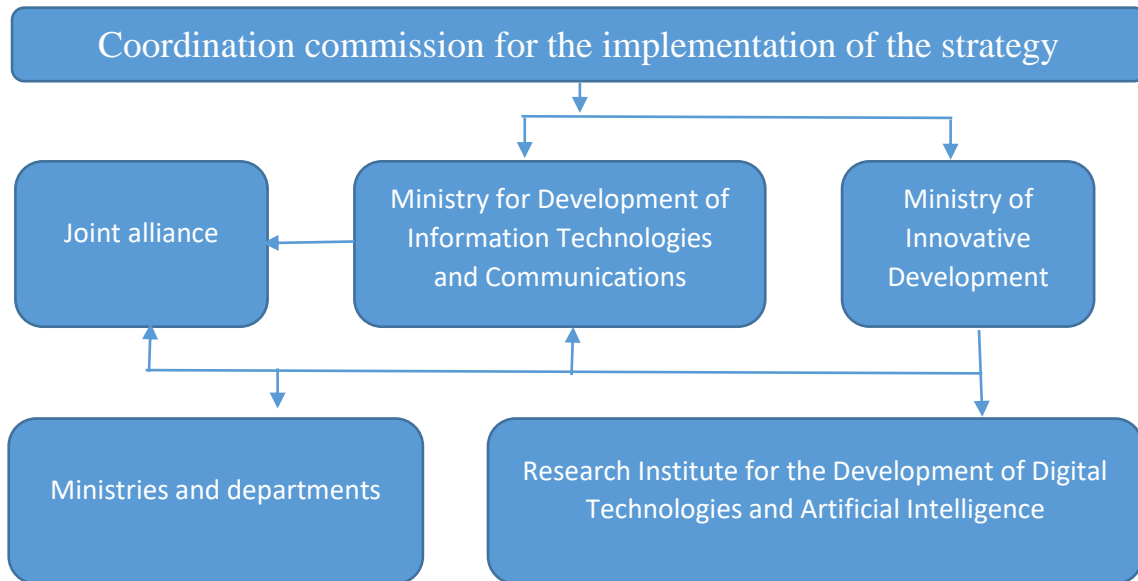 Coordination commission for the implementation of the strategy
Joint alliance
Ministry for Development of
Information Technologies
and Communications
Ministry of
Innovative
Development
Ministries and departments
Research Institute for the Development of Digital
Technologies and Artificial Intelligence